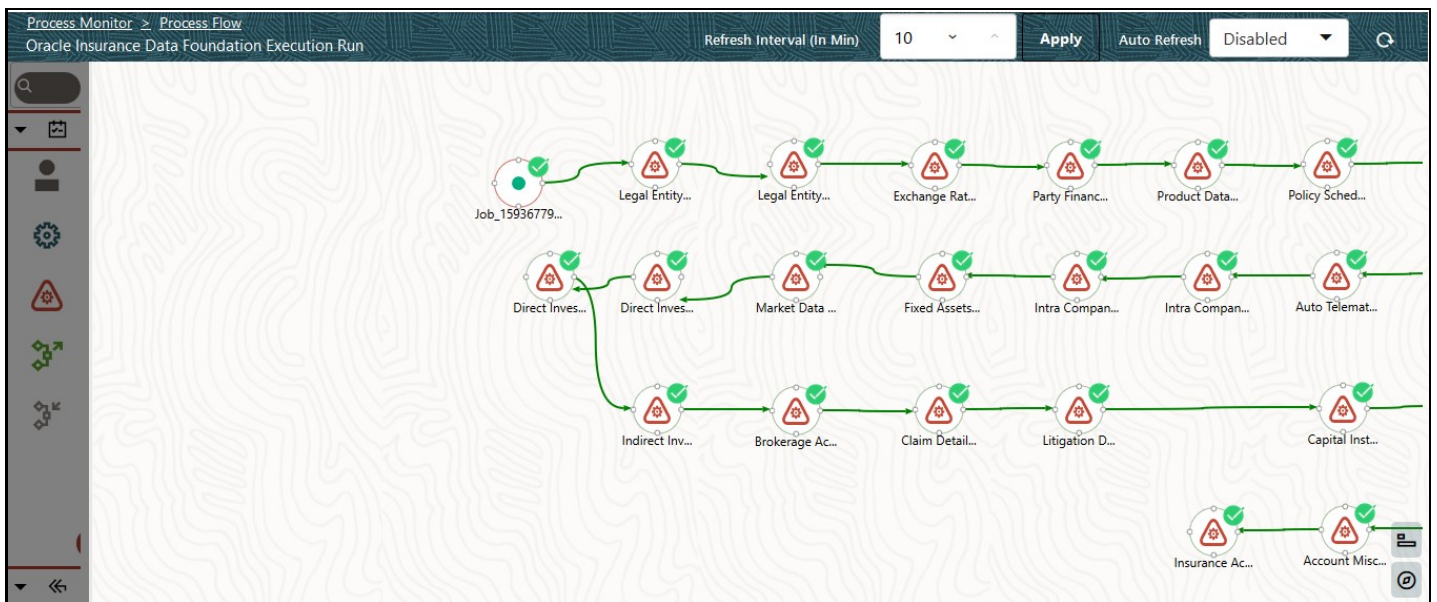 Process Monitor > Process Flow
Oracle Insurance Data Foundation Execution Run
Refresh Interval (In Min)
10
Apply
Auto Refresh
Disabled
Job_15936779...
Legal Entity...
Legal Entity...
Exchange Rat...
Party Financ...
Product Data...
Policy Sched...
Direct Inves...
Direct Inves...
Market Data ...
Fixed Assets...
Intra Compan...
Intra Compan...
Auto Telemat...
Indirect Inv...
Brokerage Ac...
Claim Detail...
Litigation D...
Capital Inst...
Insurance Ac...
Account Misc...